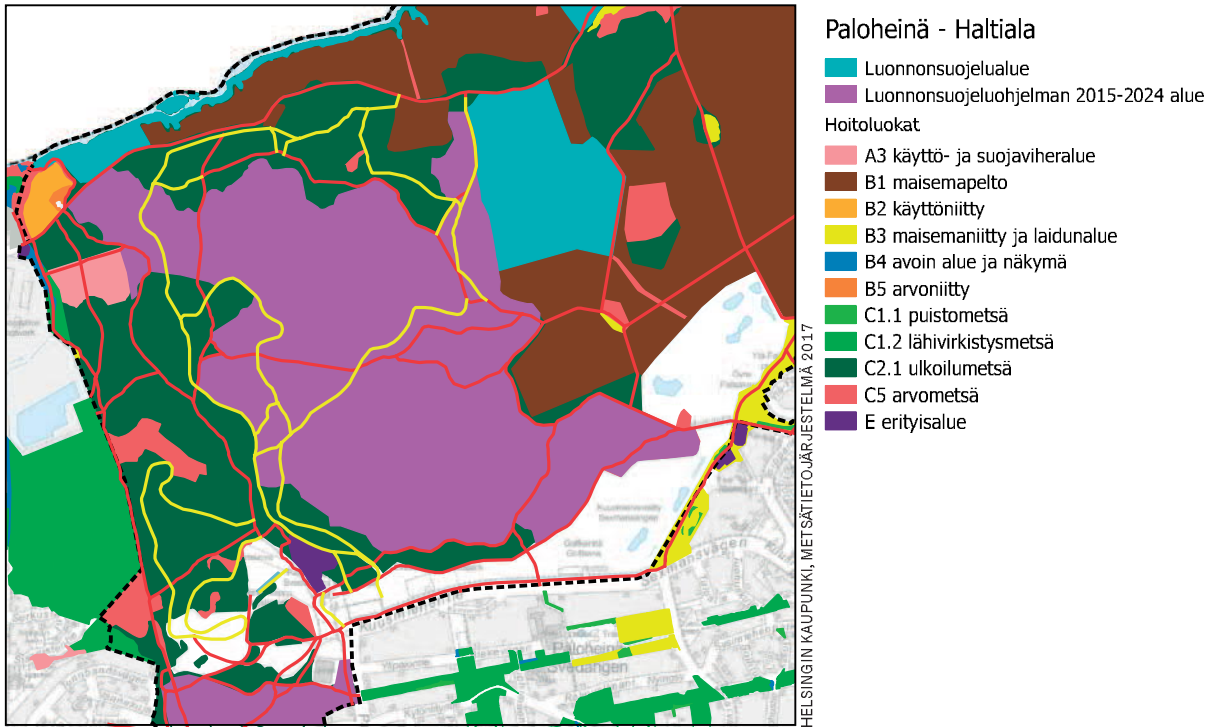 Paloheinä - Haltiala
Luonnonsuojelualue
Luonnonsuojeluohjelman 2015-2024 alue
Hoitoluokat
A3 käyttö- ja suojaviheralue
B1 maisemapelto
B2 käyttöniitty
B3 maisemaniitty ja laidunalue
B4 avoin alue ja näkymä
B5 arvoniitty
C1.1 puistometsä
C1.2 lähivirkistysmetsä
C2.1 ulkoilumetsä
C5 arvometsä
E erityisalue
HELSINGIN KAUPUNKI, METSÄTIETOJÄRJESTELMÄ 2017
Paloheinä
Svedängen